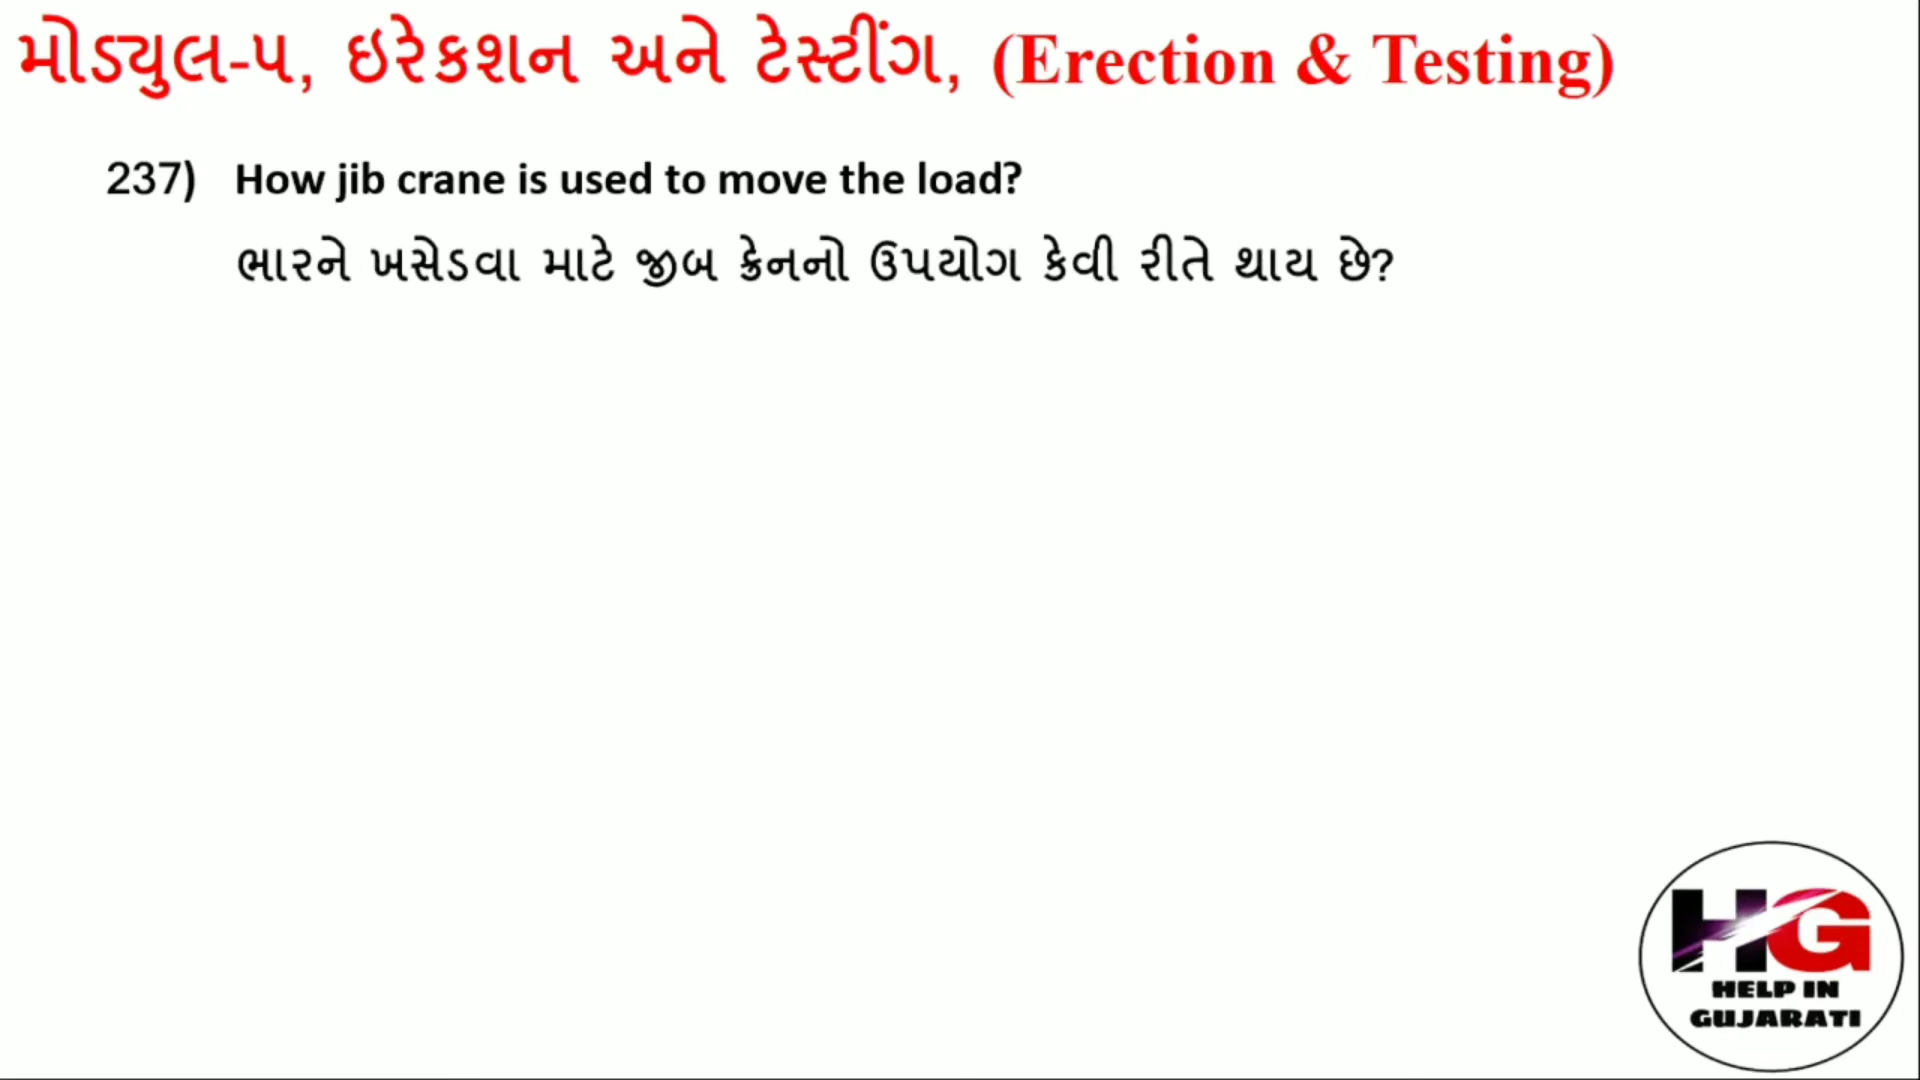 મોડ્યુલ-૫, ઇરેકશન અને ટેસ્ટીંગ, (Erection & Testing)
237) How jib crane is used to move the load?
ભારને ખસેડવા માટે જીબ ક્રેનનો ઉપયોગ કેવી રીતે થાય છે?
HG
HELP IN
GUJARATI